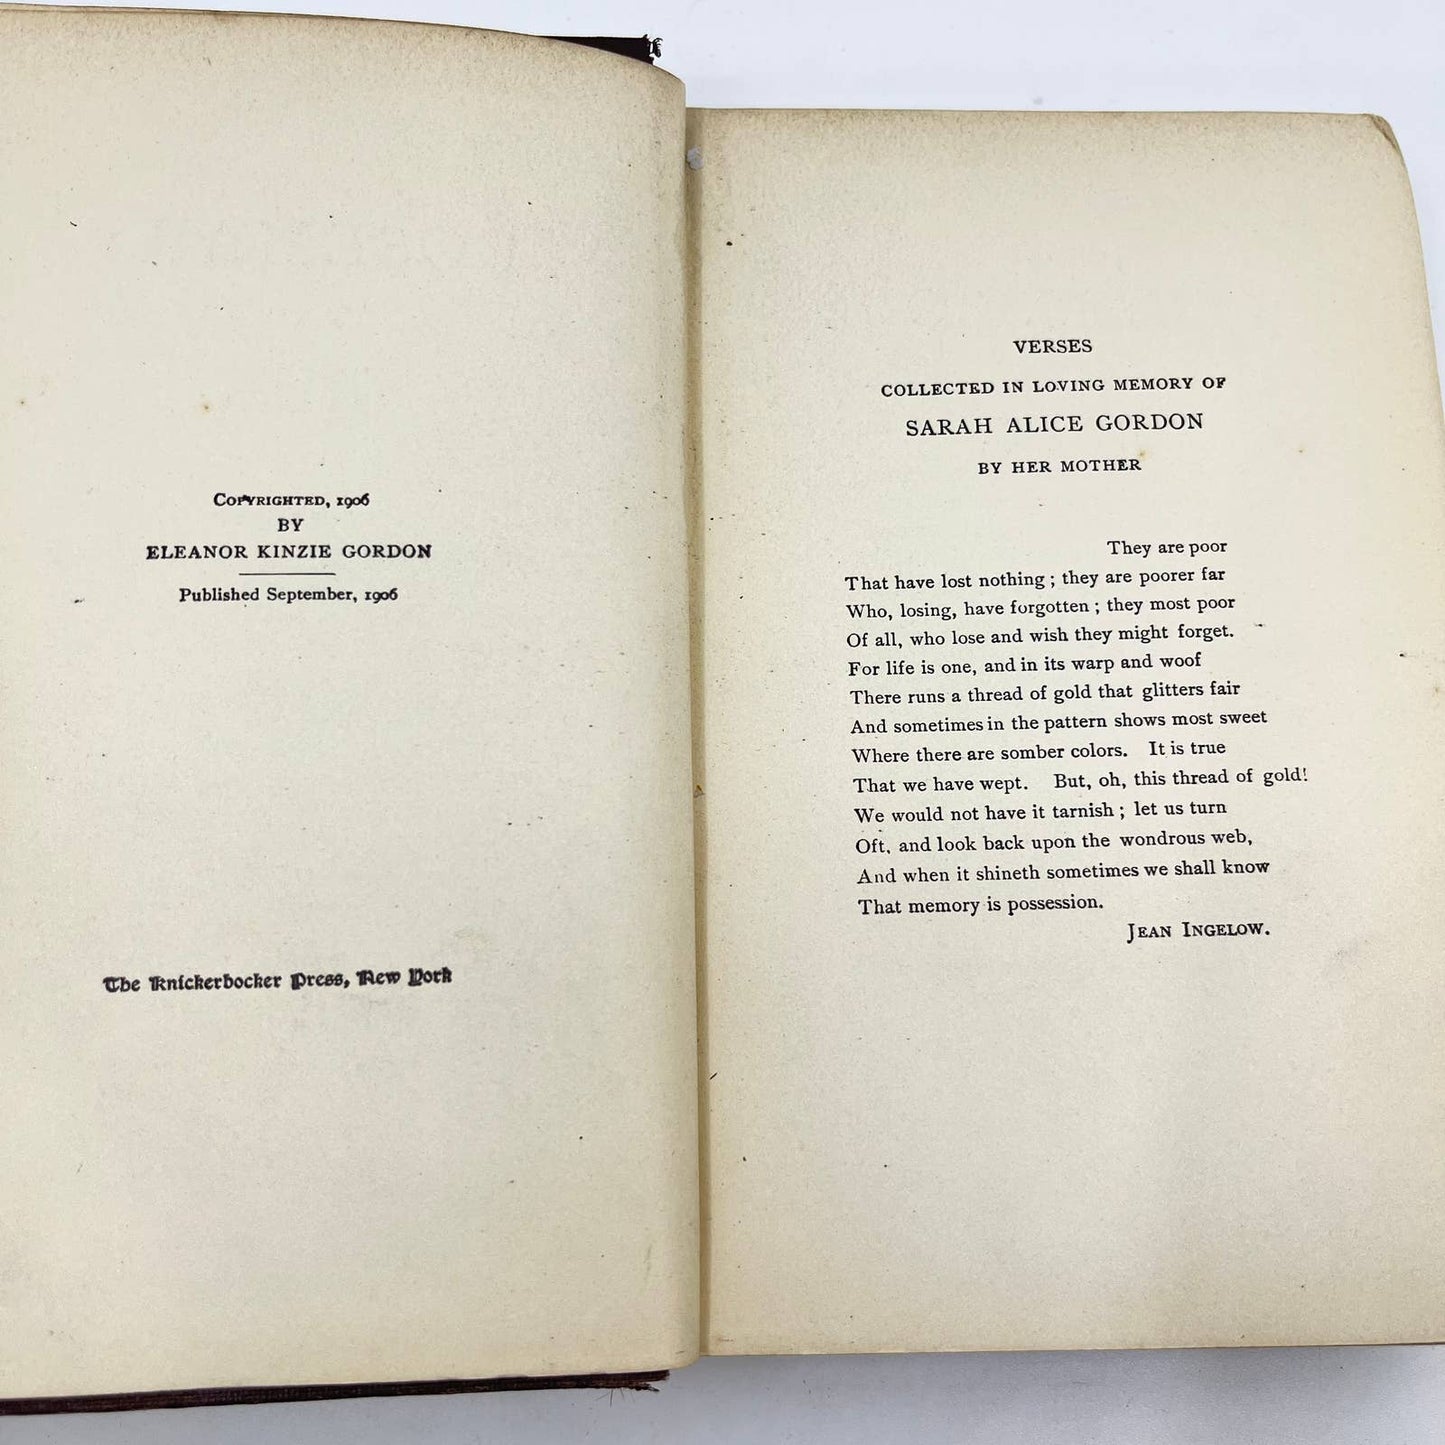 COPYRIGHTED, 1906
BY
ELEANOR KINZIE GORDON
Published September, 1906
The Knickerbocker Press, New York
VERSES
COLLECTED IN LOVING MEMORY OF
SARAH ALICE GORDON
BY HER MOTHER
They are poor
That have lost nothing; they are poorer far
Who, losing, have forgotten; they most poor
Of all, who lose and wish they might forget.
For life is one, and in its warp and woof
There runs a thread of gold that glitters fair
And sometimes in the pattern shows most sweet
Where there are somber colors. It is true
That we have wept. But, oh, this thread of gold!
We would not have it tarnish; let us turn
Oft, and look back upon the wondrous web,
And when it shineth sometimes we shall know
That memory is possession.
JEAN INGELOW.